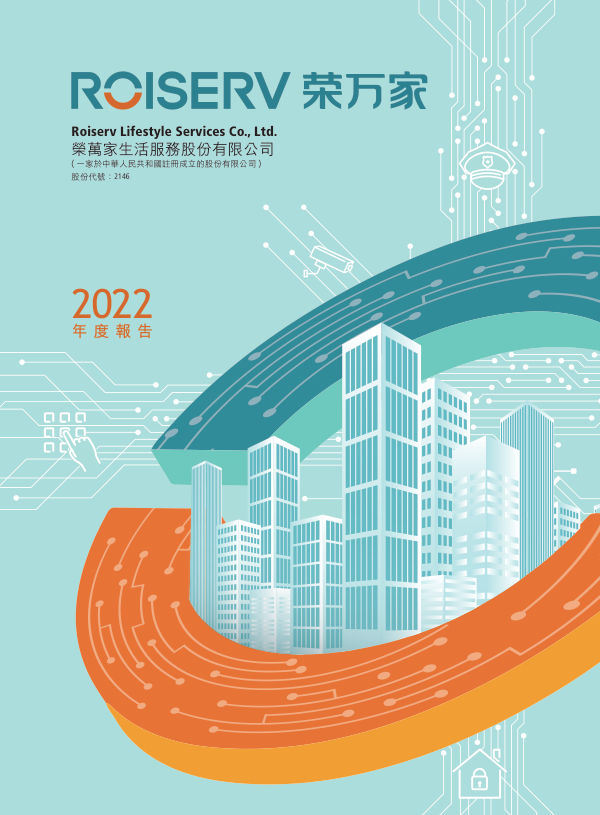 ROISERV 荣万家
Roiserv Lifestyle Services Co., Ltd.
榮萬家生活服務股份有限公司
(一家於中華人民共和國註冊成立的股份有限公司)
股份代號：2146
2022
年度報告